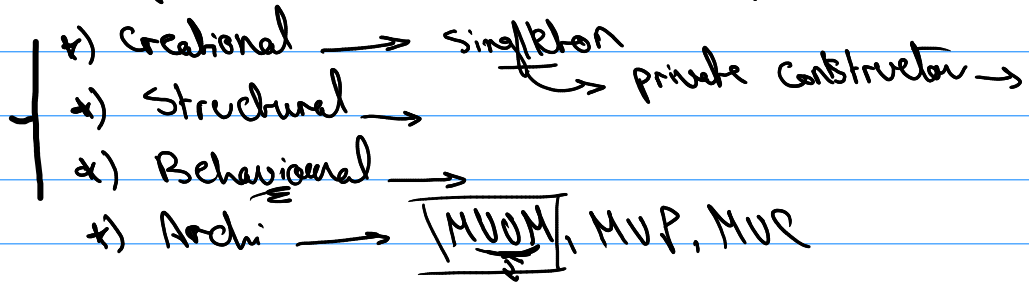 *) Creational → Singleton → private constructor →
*) Structural →
*) Behavioural →
*) Archi → MVVM, MVP, MVC